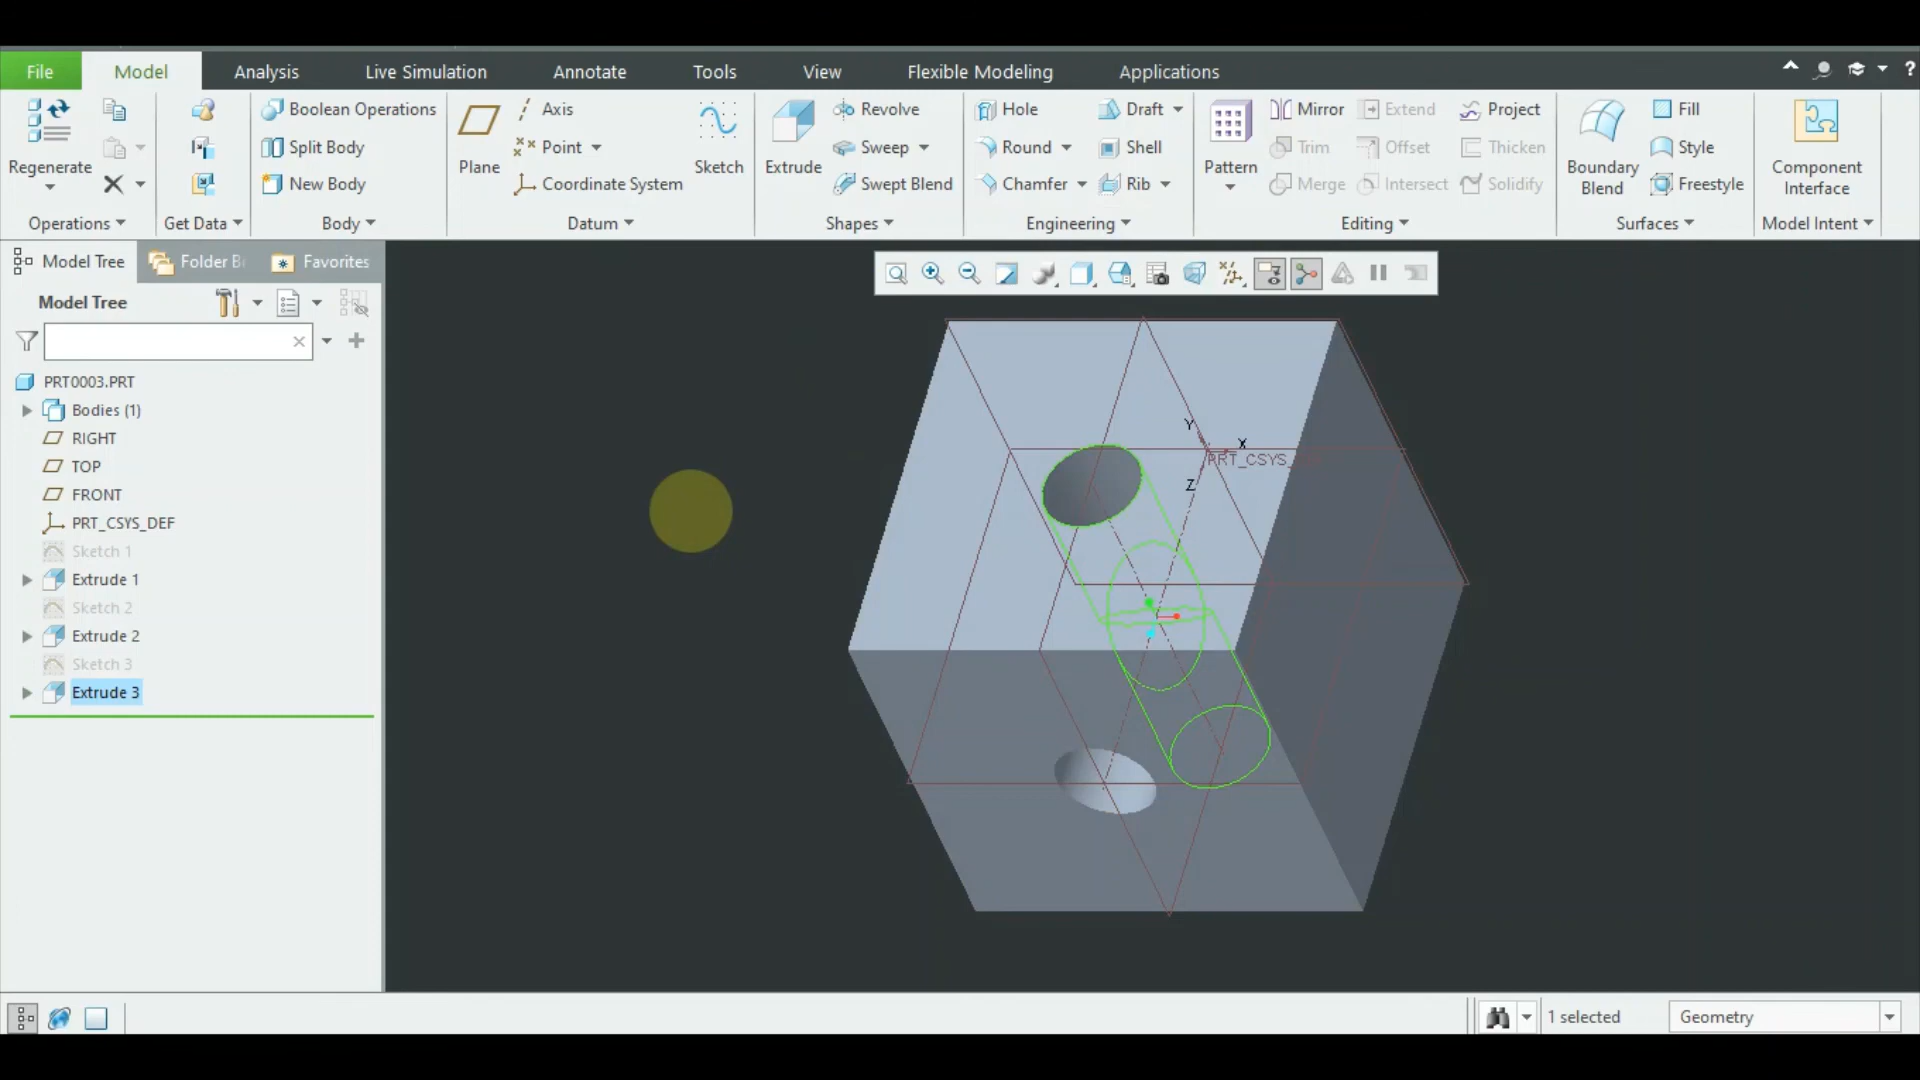 File Model Analysis Live Simulation Annotate Tools View Flexible Modeling Applications ?
Regenerate
Operations
Get Data
Boolean Operations
Split Body
New Body
Body
Plane
Axis
Point
Coordinate System
Sketch
Datum
Extrude
Revolve
Sweep
Swept Blend
Shapes
Hole
Round
Chamfer
Draft
Shell
Rib
Engineering
Pattern
Mirror
Trim
Merge
Extend
Offset
Intersect
Project
Thicken
Solidify
Editing
Boundary
Blend
Fill
Style
Freestyle
Surfaces
Component
Interface
Model Intent
Model Tree Folder B Favorites
Model Tree
PRT0003.PRT
Bodies (1)
RIGHT
TOP
FRONT
PRT_CSYS_DEF
Sketch 1
Extrude 1
Sketch 2
Extrude 2
Sketch 3
Extrude 3
Y
X
PRT_CSYS_
Z
1 selected
Geometry